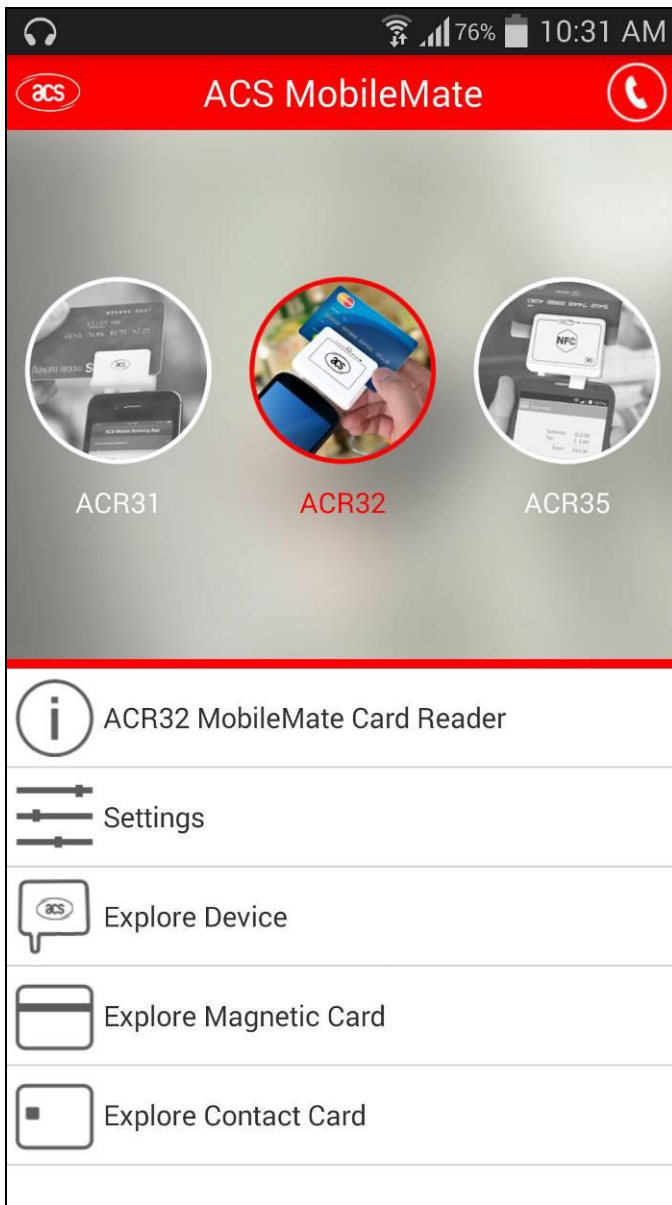 76% 10:31 AM
acs ACS MobileMate
NFC
ACR31 ACR32 ACR35
ACR32 MobileMate Card Reader
Settings
acs
Explore Device
Explore Magnetic Card
Explore Contact Card